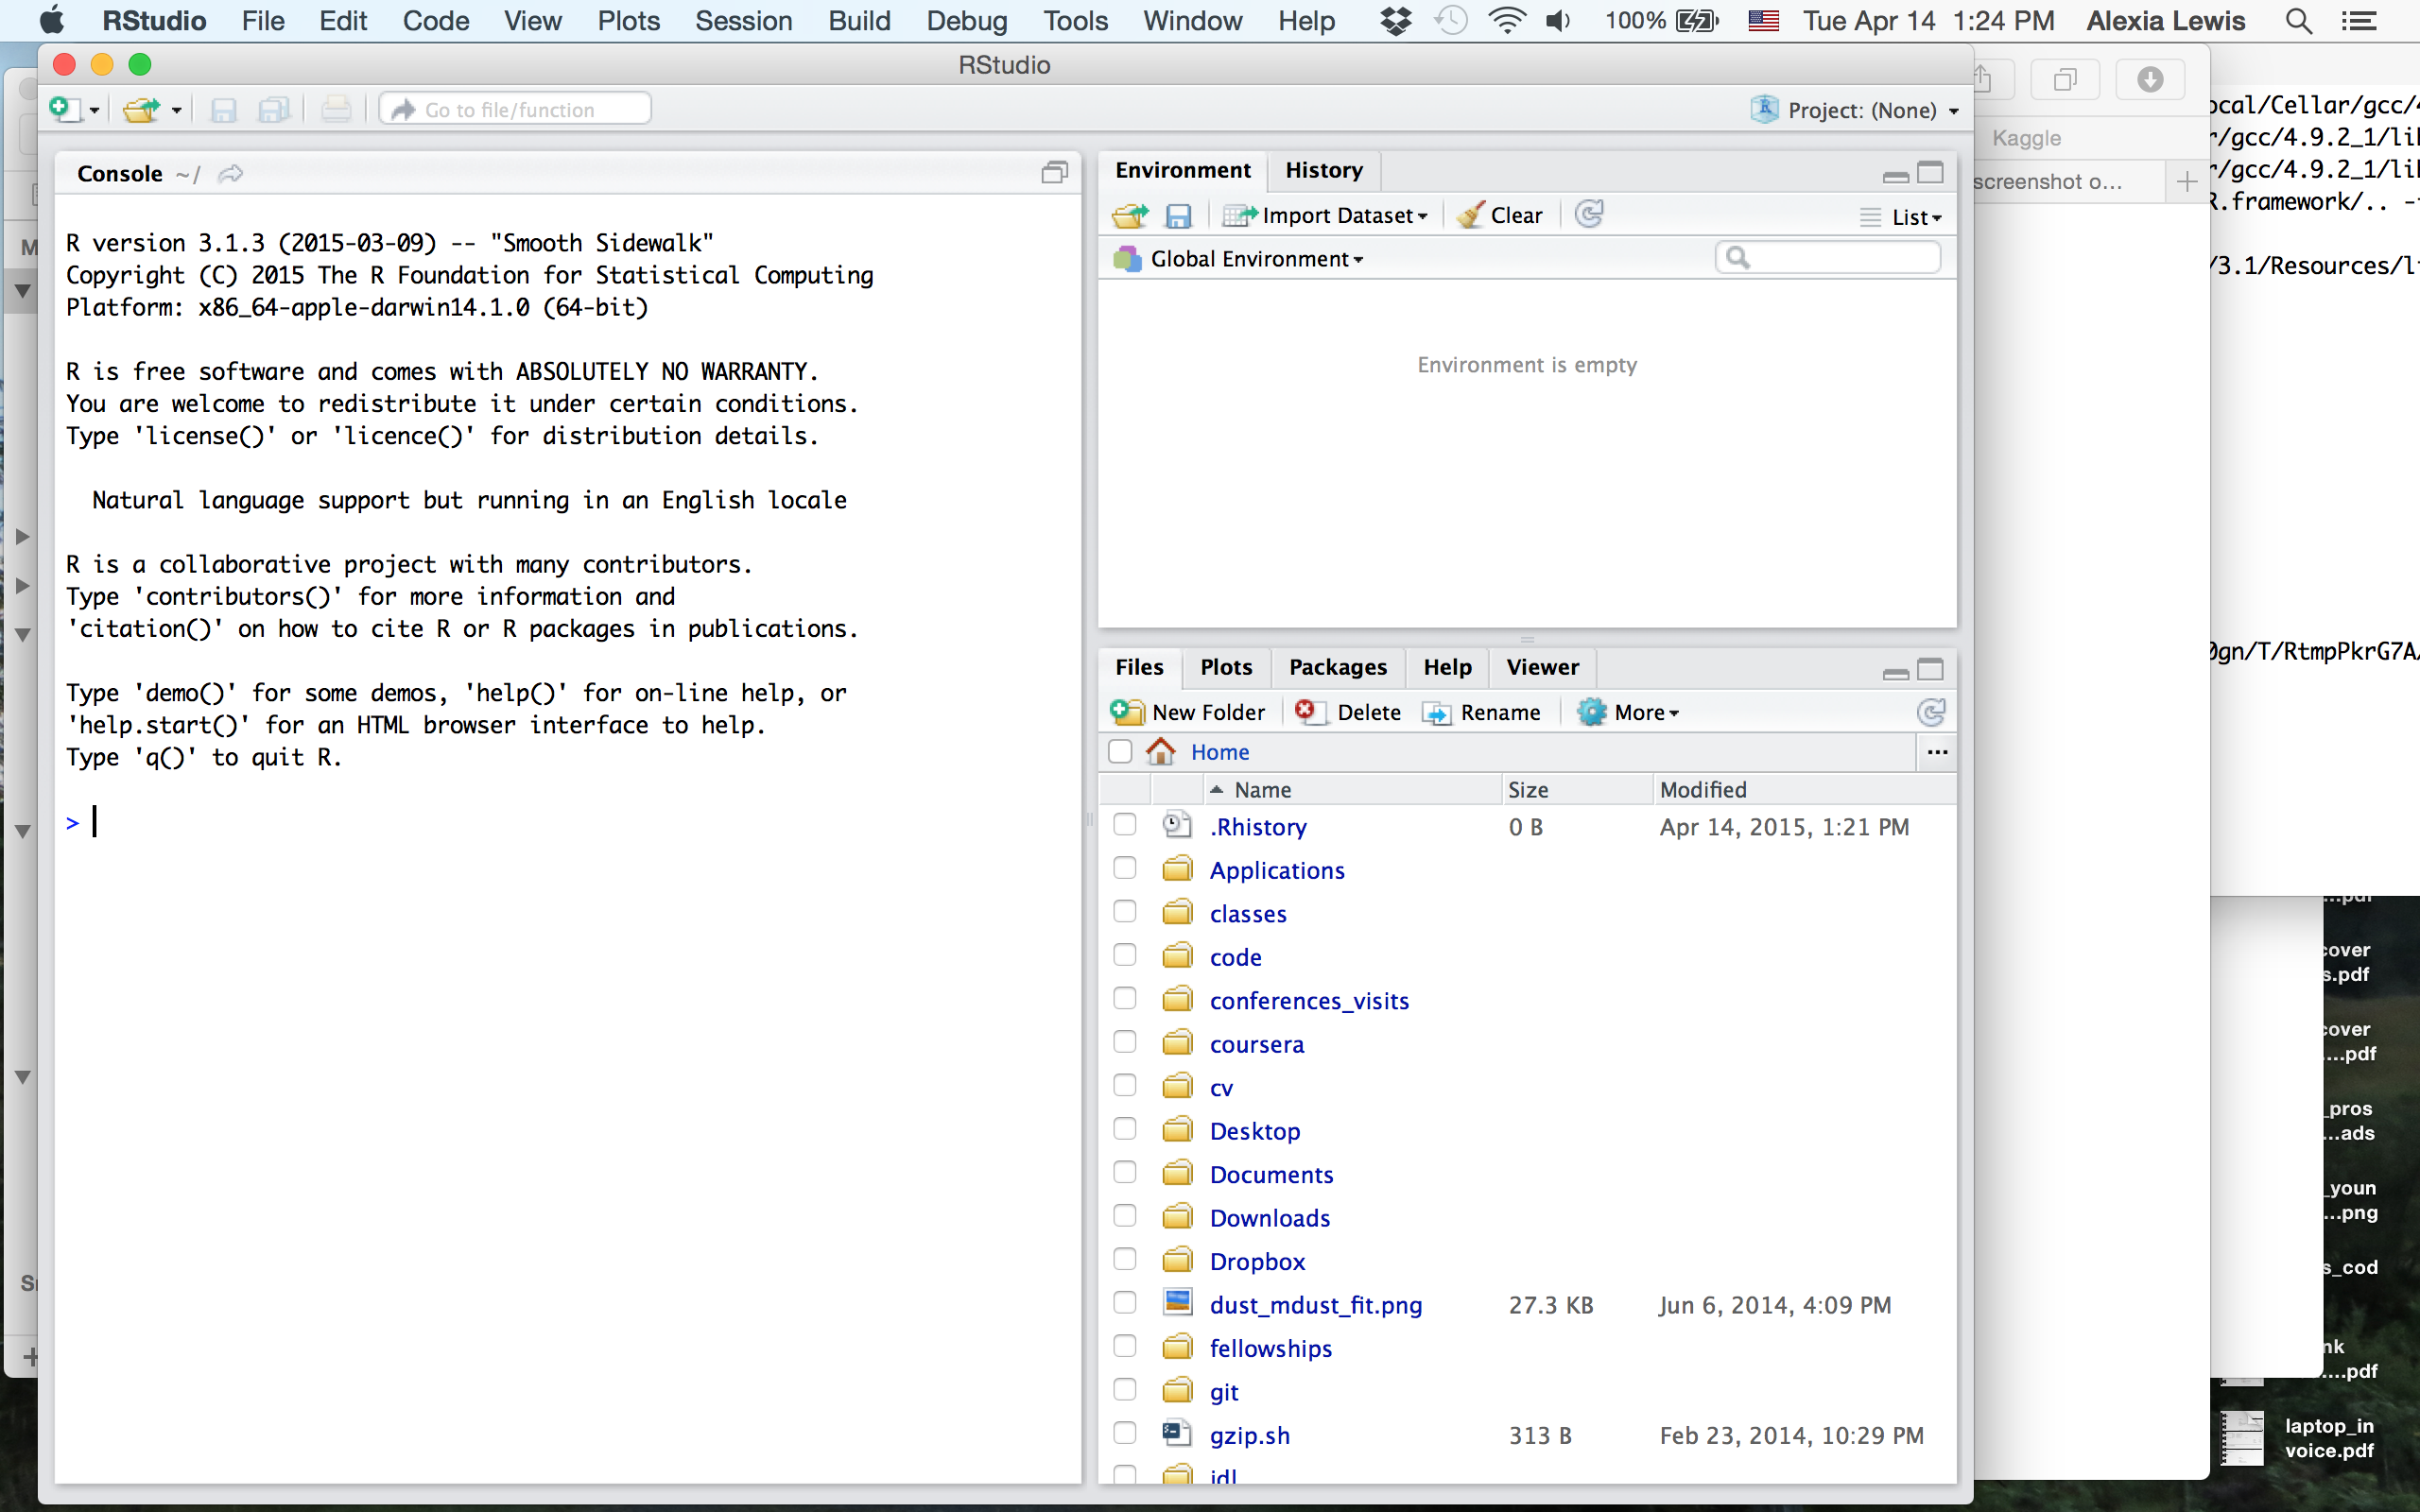 RStudio File Edit Code View Plots Session Build Debug Tools Window Help 100% Tue Apr 14 1:24 PM Alexia Lewis
RStudio
Go to file/function
Project: (None)
Console ~/
R version 3.1.3 (2015-03-09) -- "Smooth Sidewalk"
Copyright (C) 2015 The R Foundation for Statistical Computing
Platform: x86_64-apple-darwin14.1.0 (64-bit)
R is free software and comes with ABSOLUTELY NO WARRANTY.
You are welcome to redistribute it under certain conditions.
Type 'license()' or 'licence()' for distribution details.
Natural language support but running in an English locale
R is a collaborative project with many contributors.
Type 'contributors()' for more information and
'citation()' on how to cite R or R packages in publications.
Type 'demo()' for some demos, 'help()' for on-line help, or
'help.start()' for an HTML browser interface to help.
Type 'q()' to quit R.
>
Environment History
Import Dataset Clear List
Global Environment
Environment is empty
Files Plots Packages Help Viewer
New Folder Delete Rename More
Home ...
Name Size Modified
.Rhistory 0 B Apr 14, 2015, 1:21 PM
Applications
classes
code
conferences_visits
coursera
cv
Desktop
Documents
Downloads
Dropbox
dust_mdust_fit.png 27.3 KB Jun 6, 2014, 4:09 PM
fellowships
git
gzip.sh 313 B Feb 23, 2014, 10:29 PM
idl
Kaggle
screenshot o...
ocal/Cellar/gcc/4
r/gcc/4.9.2_1/lil
r/gcc/4.9.2_1/lil
R.framework/.. -
/3.1/Resources/l
0gn/T/RtmpPkrG7A/
...pdf
cover
s.pdf
cover
....pdf
_pros
...ads
_youn
...png
s_cod
nk
....pdf
laptop_in
voice.pdf